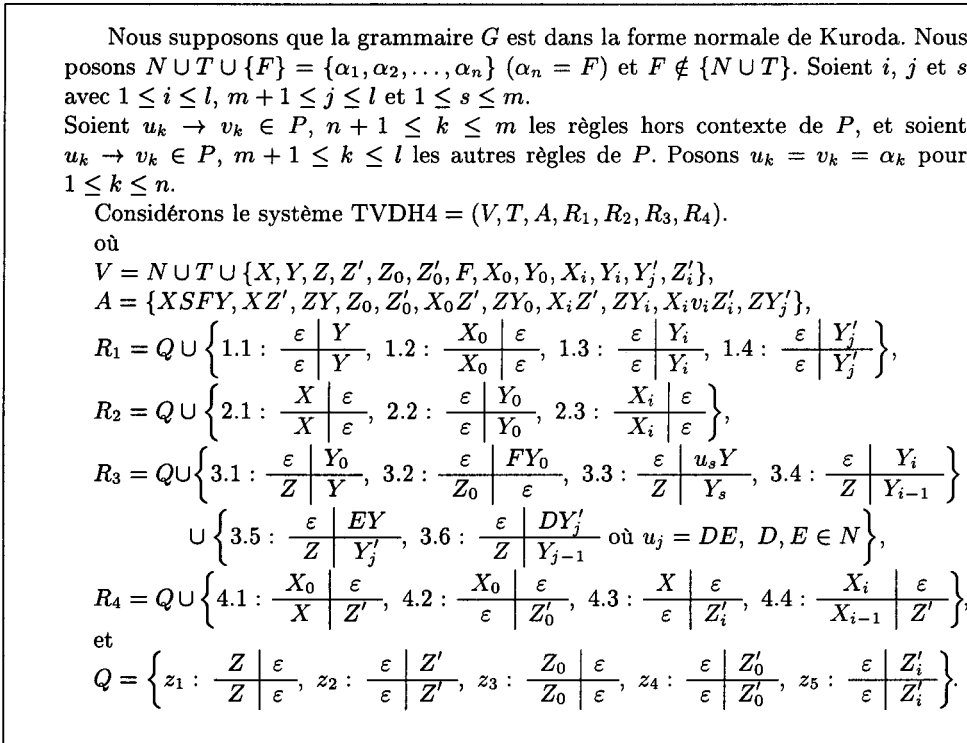 Nous supposons que la grammaire G est dans la forme normale de Kuroda. Nous
posons N ∪ T ∪ {F} = {α₁, α₂, . . . , αₙ} (αₙ = F) et F ∉ {N ∪ T}. Soient i, j et s
avec 1 ≤ i ≤ l, m + 1 ≤ j ≤ l et 1 ≤ s ≤ m.
Soient uₖ → vₖ ∈ P, n + 1 ≤ k ≤ m les règles hors contexte de P, et soient
uₖ → vₖ ∈ P, m + 1 ≤ k ≤ l les autres règles de P. Posons uₖ = vₖ = αₖ pour
1 ≤ k ≤ n.
Considérons le système TVDH4 = (V, T, A, R₁, R₂, R₃, R₄).
où
V = N ∪ T ∪ {X, Y, Z, Z′, Z₀, Z′₀, F, X₀, Y₀, Xᵢ, Yᵢ, Y′ⱼ, Z′ᵢ},
A = {XSFY, XZ′, ZY, Z₀, Z′₀, X₀Z′, ZY₀, XᵢZ′, ZYᵢ, XᵢvᵢZ′ᵢ, ZY′ⱼ},
R₁ = Q ∪ { 1.1 : ε | Y / ε | Y , 1.2 : X₀ | ε / X₀ | ε , 1.3 : ε | Yᵢ / ε | Yᵢ , 1.4 : ε | Y′ⱼ / ε | Y′ⱼ },
R₂ = Q ∪ { 2.1 : X | ε / X | ε , 2.2 : ε | Y₀ / ε | Y₀ , 2.3 : Xᵢ | ε / Xᵢ | ε },
R₃ = Q ∪ { 3.1 : ε | Y₀ / Z | Y , 3.2 : ε | FY₀ / Z₀ | ε , 3.3 : ε | uₛY / Z | Yₛ , 3.4 : ε | Yᵢ / Z | Yᵢ₋₁ }
∪ { 3.5 : ε | EY / Z | Y′ⱼ , 3.6 : ε | DY′ⱼ / Z | Yⱼ₋₁ où uⱼ = DE, D, E ∈ N },
R₄ = Q ∪ { 4.1 : X₀ | ε / X | Z′ , 4.2 : X₀ | ε / ε | Z′₀ , 4.3 : X | ε / ε | Z′ᵢ , 4.4 : Xᵢ | ε / Xᵢ₋₁ | Z′ },
et
Q = { z₁ : Z | ε / Z | ε , z₂ : ε | Z′ / ε | Z′ , z₃ : Z₀ | ε / Z₀ | ε , z₄ : ε | Z′₀ / ε | Z′₀ , z₅ : ε | Z′ᵢ / ε | Z′ᵢ }.